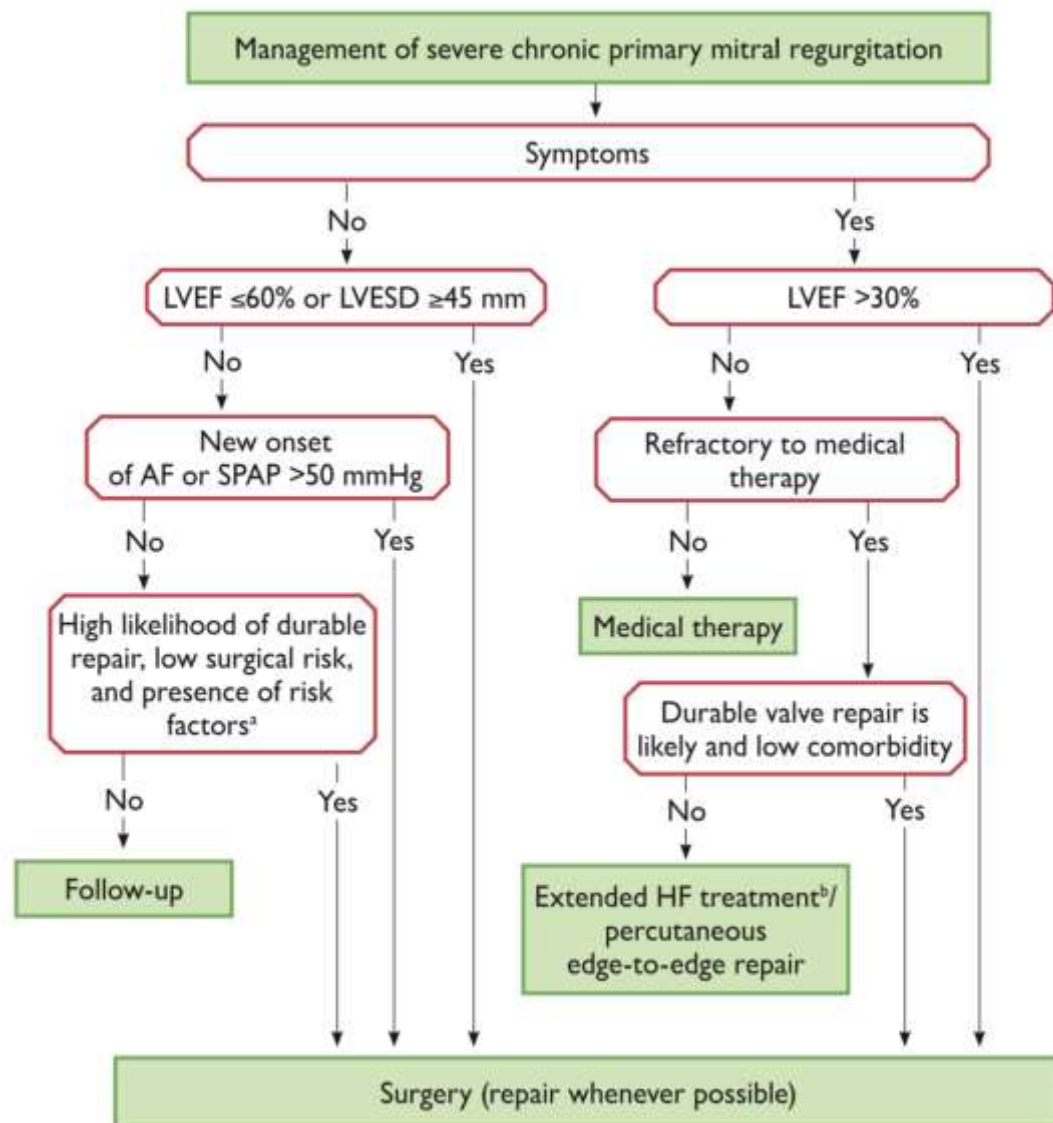 Management of severe chronic primary mitral regurgitation
Symptoms
No
Yes
LVEF ≤60% or LVESD ≥45 mm
LVEF >30%
No
Yes
No
Yes
New onset
of AF or SPAP >50 mmHg
Refractory to medical
therapy
No
Yes
No
Yes
High likelihood of durable
repair, low surgical risk,
and presence of risk
factorsᵃ
Medical therapy
Durable valve repair is
likely and low comorbidity
No
Yes
No
Yes
Follow-up
Extended HF treatmentᵇ/
percutaneous
edge-to-edge repair
Surgery (repair whenever possible)